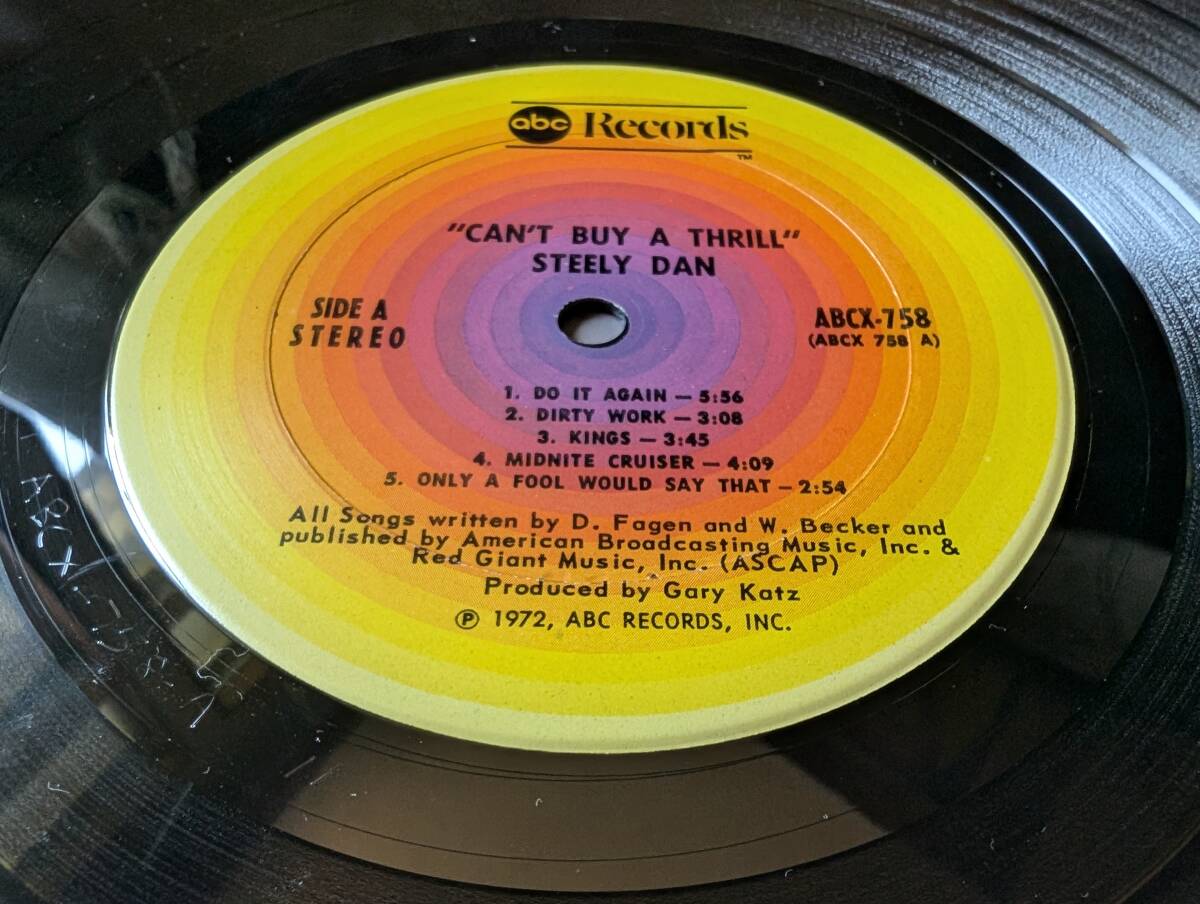 abc Records
TM
"CAN'T BUY A THRILL"
STEELY DAN
SIDE A
STEREO
ABCX-758
(ABCX 758 A)
1. DO IT AGAIN — 5:56
2. DIRTY WORK — 3:08
3. KINGS — 3:45
4. MIDNITE CRUISER — 4:09
5. ONLY A FOOL WOULD SAY THAT — 2:54
All Songs written by D. Fagen and W. Becker and
published by American Broadcasting Music, Inc. &
Red Giant Music, Inc. (ASCAP)
Produced by Gary Katz
℗ 1972, ABC RECORDS, INC.
ABCX